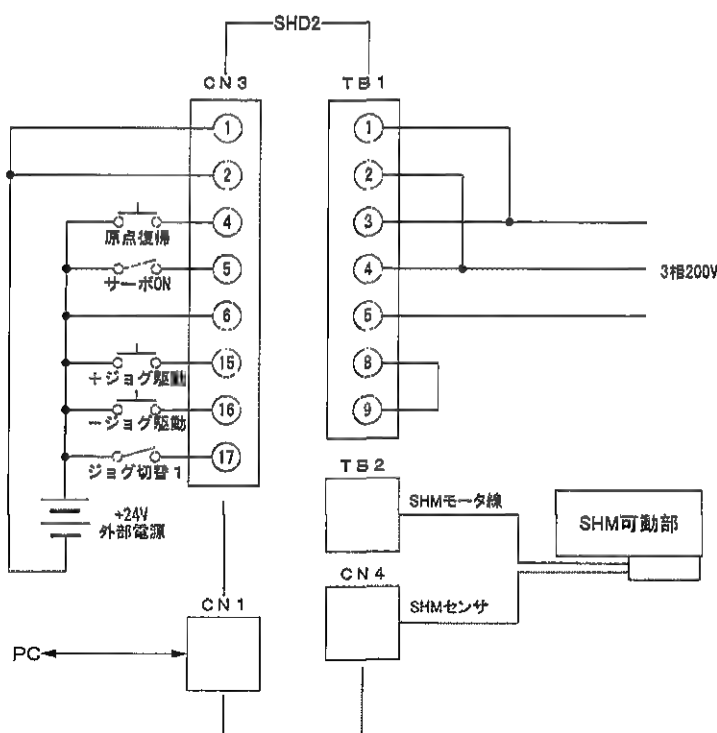 SHD2
CN3
TB1
1
2
4
原点復帰
5
サーボON
6
15
+ジョグ駆動
16
-ジョグ駆動
17
ジョグ切替1
+24V
外部電源
1
2
3
4
5
8
9
3相200V
TB2
SHMモータ線
SHM可動部
CN4
SHMセンサ
CN1
PC